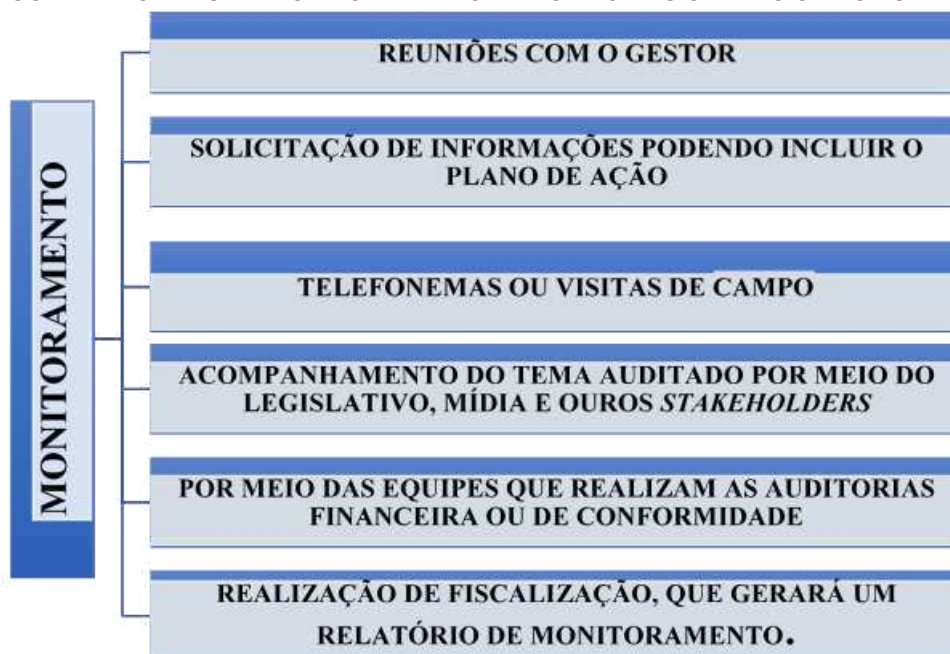 MONITORAMENTO
REUNIÕES COM O GESTOR
SOLICITAÇÃO DE INFORMAÇÕES PODENDO INCLUIR O
PLANO DE AÇÃO
TELEFONEMAS OU VISITAS DE CAMPO
ACOMPANHAMENTO DO TEMA AUDITADO POR MEIO DO
LEGISLATIVO, MÍDIA E OUROS STAKEHOLDERS
POR MEIO DAS EQUIPES QUE REALIZAM AS AUDITORIAS
FINANCEIRA OU DE CONFORMIDADE
REALIZAÇÃO DE FISCALIZAÇÃO, QUE GERARÁ UM
RELATÓRIO DE MONITORAMENTO.